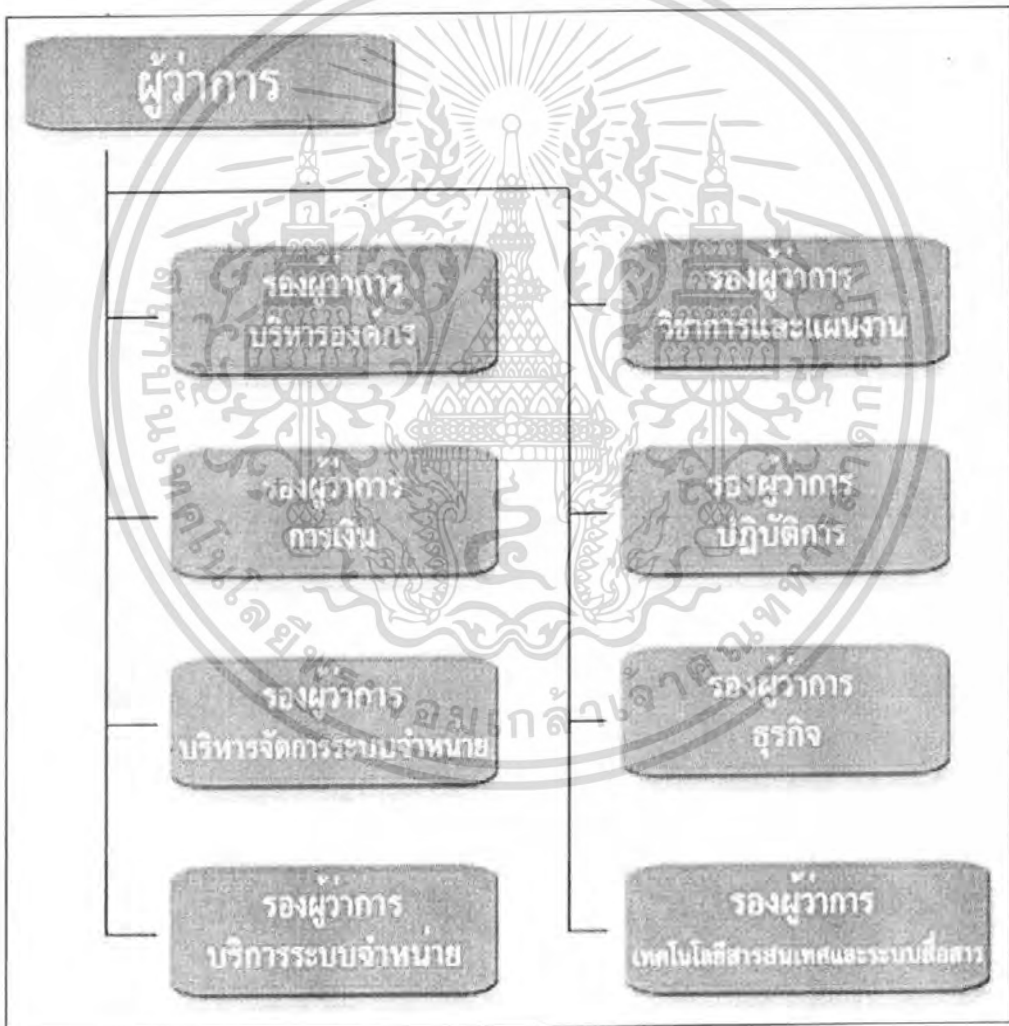 ผู้ว่าการ
รองผู้ว่าการ
บริหารองค์กร
รองผู้ว่าการ
วิชาการและแผนงาน
รองผู้ว่าการ
การเงิน
รองผู้ว่าการ
ปฏิบัติการ
รองผู้ว่าการ
บริหารจัดการระบบจำหน่าย
รองผู้ว่าการ
ธุรกิจ
รองผู้ว่าการ
บริการระบบจำหน่าย
รองผู้ว่าการ
เทคโนโลยีสารสนเทศและระบบสื่อสาร